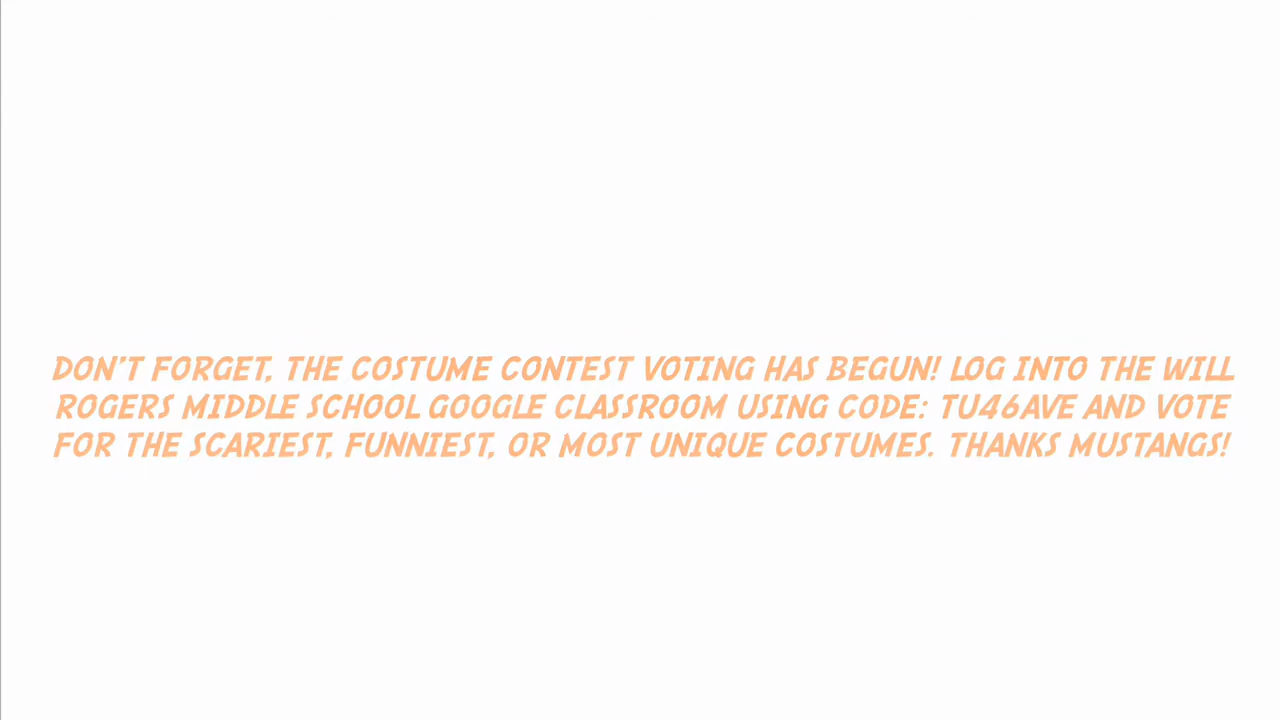 DON'T FORGET, THE COSTUME CONTEST VOTING HAS BEGUN! LOG INTO THE WILL
ROGERS MIDDLE SCHOOL GOOGLE CLASSROOM USING CODE: TU46AVE AND VOTE
FOR THE SCARIEST, FUNNIEST, OR MOST UNIQUE COSTUMES. THANKS MUSTANGS!